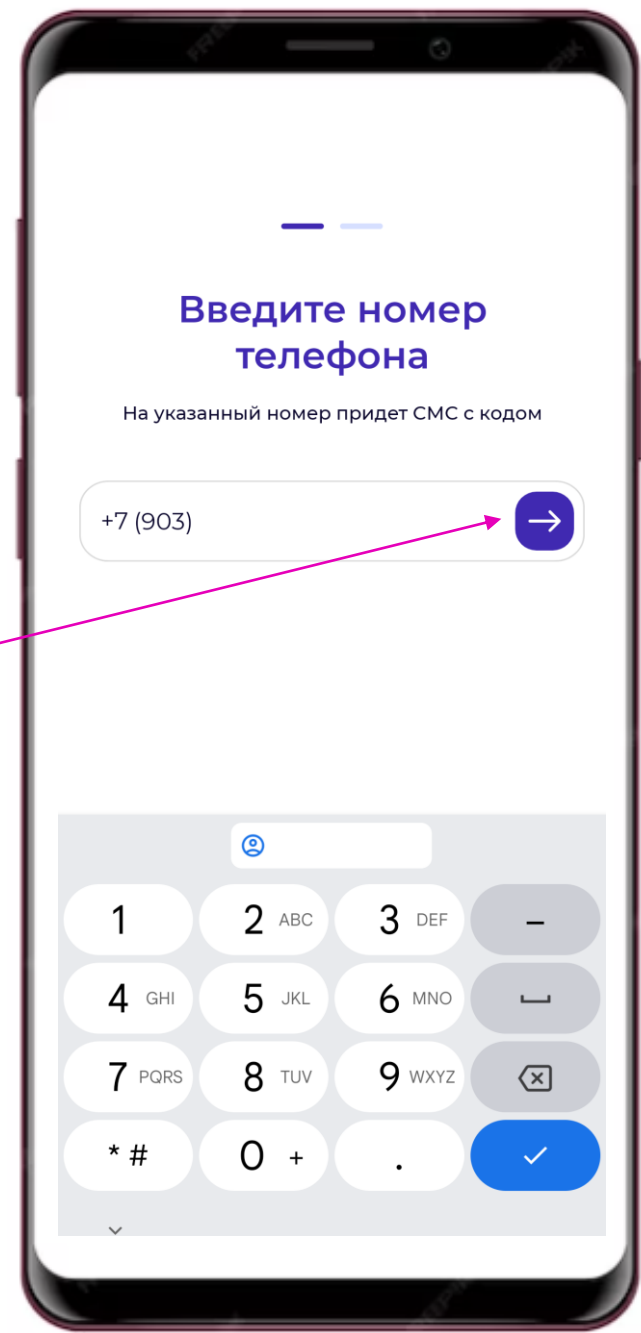 Введите номер
телефона
На указанный номер придет СМС с кодом
+7 (903)
1
2 ABC
3 DEF
–
4 GHI
5 JKL
6 MNO
7 PQRS
8 TUV
9 WXYZ
* #
0 +
.